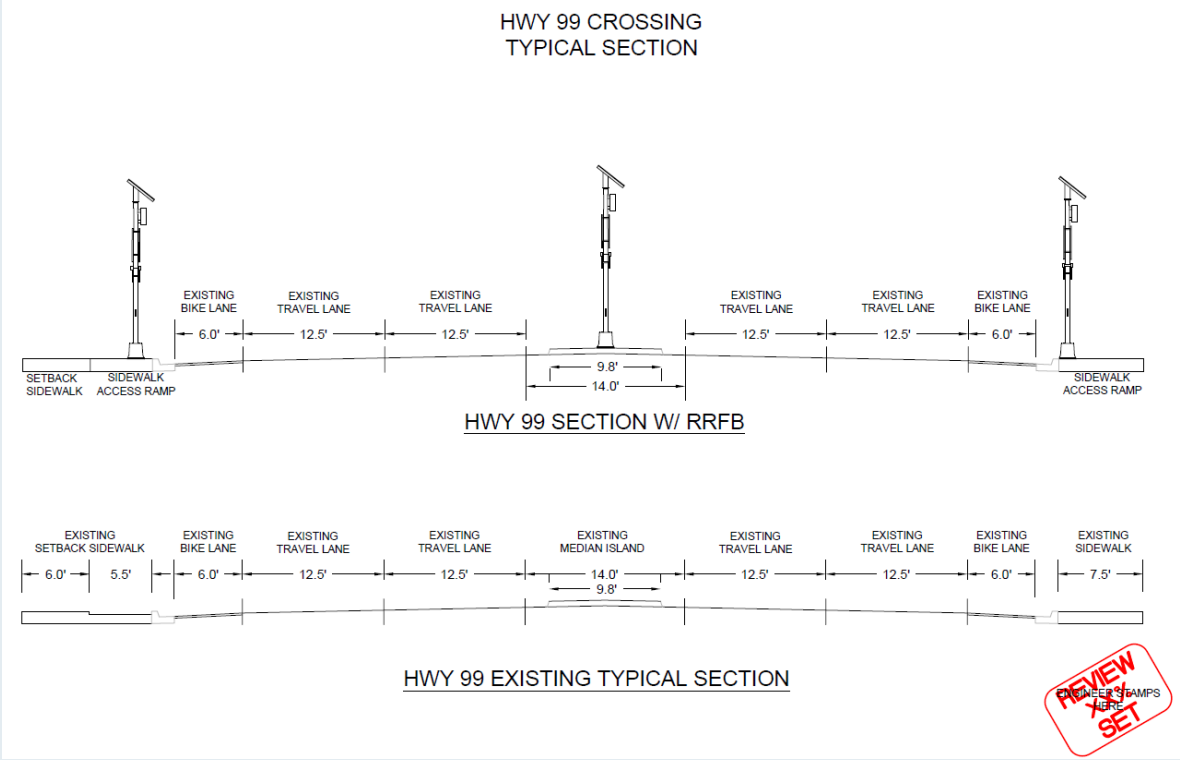 HWY 99 CROSSING
TYPICAL SECTION
EXISTING
BIKE LANE
EXISTING
TRAVEL LANE
EXISTING
TRAVEL LANE
EXISTING
TRAVEL LANE
EXISTING
TRAVEL LANE
EXISTING
BIKE LANE
6.0' 12.5' 12.5' 12.5' 12.5' 6.0'
9.8'
14.0'
SETBACK
SIDEWALK
SIDEWALK
ACCESS RAMP
SIDEWALK
ACCESS RAMP
HWY 99 SECTION W/ RRFB
EXISTING
SETBACK SIDEWALK
EXISTING
BIKE LANE
EXISTING
TRAVEL LANE
EXISTING
TRAVEL LANE
EXISTING
MEDIAN ISLAND
EXISTING
TRAVEL LANE
EXISTING
TRAVEL LANE
EXISTING
BIKE LANE
EXISTING
SIDEWALK
6.0' 5.5' 6.0' 12.5' 12.5' 14.0' 12.5' 12.5' 6.0' 7.5'
9.8'
HWY 99 EXISTING TYPICAL SECTION
REVIEW
XXX
SET
ENGINEER STAMPS
HERE